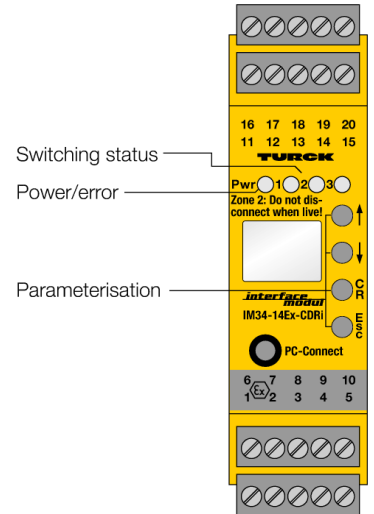 16 17 18 19 20
11 12 13 14 15
TURCK
Switching status
Pwr 1 2 3
Power/error
Zone 2: Do not dis-
connect when live!
↑
↓
Parameterisation
CR
interface
modul
IM34-14Ex-CDRi
Esc
PC-Connect
6 7 8 9 10
Ex
1 2 3 4 5